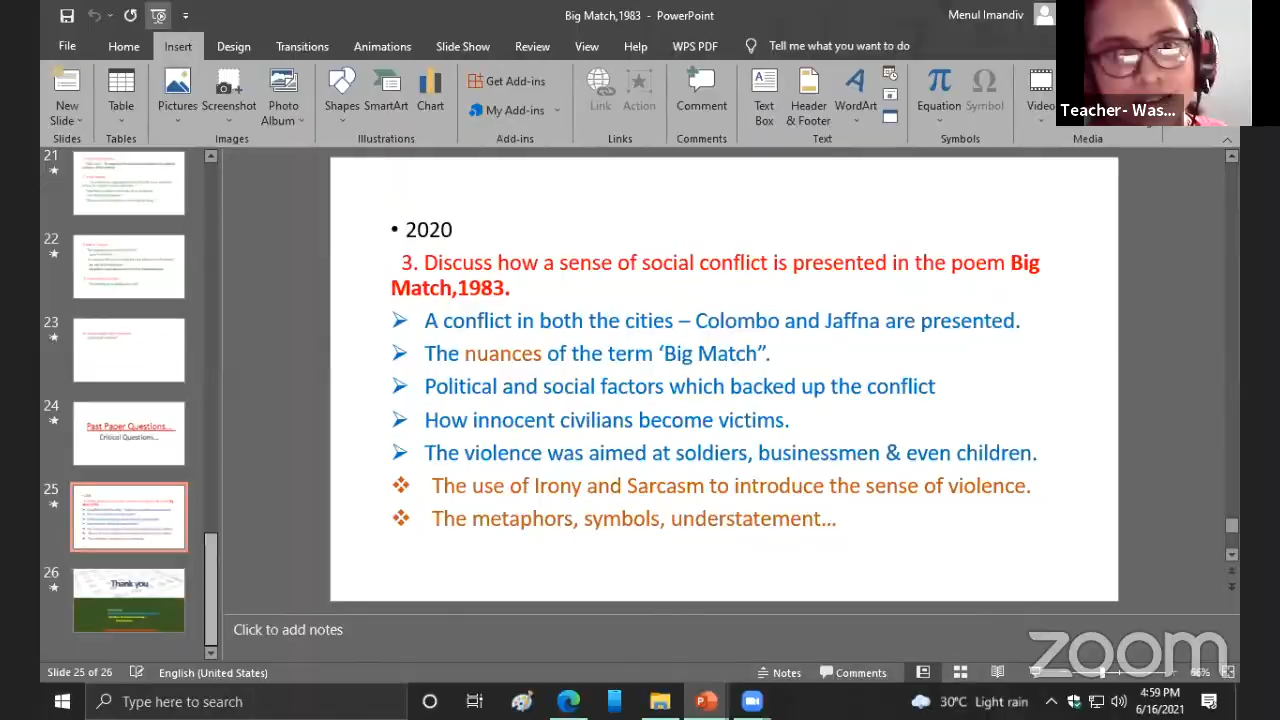 Big Match,1983 - PowerPoint
Menul Imandiv
File Home Insert Design Transitions Animations Slide Show Review View Help WPS PDF Tell me what you want to do
New Slide
Table
Pictures
Screenshot
Photo Album
Shapes
SmartArt
Chart
Get Add-ins
My Add-ins
Link
Action
Comment
Text Box
Header & Footer
WordArt
Equation
Symbol
Video
Slides Tables Images Illustrations Add-ins Links Comments Text Symbols Media
Teacher- Was...
21
22
23
24
Past Paper Questions...
Critical Questions...
25
26
Thank you
• 2020
3. Discuss how a sense of social conflict is presented in the poem Big
Match,1983.
➢ A conflict in both the cities – Colombo and Jaffna are presented.
➢ The nuances of the term ‘Big Match”.
➢ Political and social factors which backed up the conflict
➢ How innocent civilians become victims.
➢ The violence was aimed at soldiers, businessmen & even children.
❖ The use of Irony and Sarcasm to introduce the sense of violence.
❖ The metaphors, symbols, understatement…
Click to add notes
zoom
Slide 25 of 26 English (United States) Notes Comments 66%
Type here to search
30°C Light rain
4:59 PM
6/16/2021